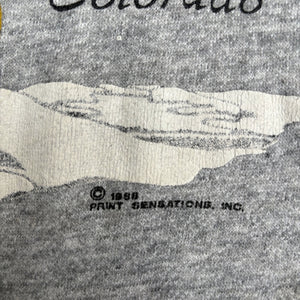 Colorado
© 1988
PRINT SENSATIONS, INC.